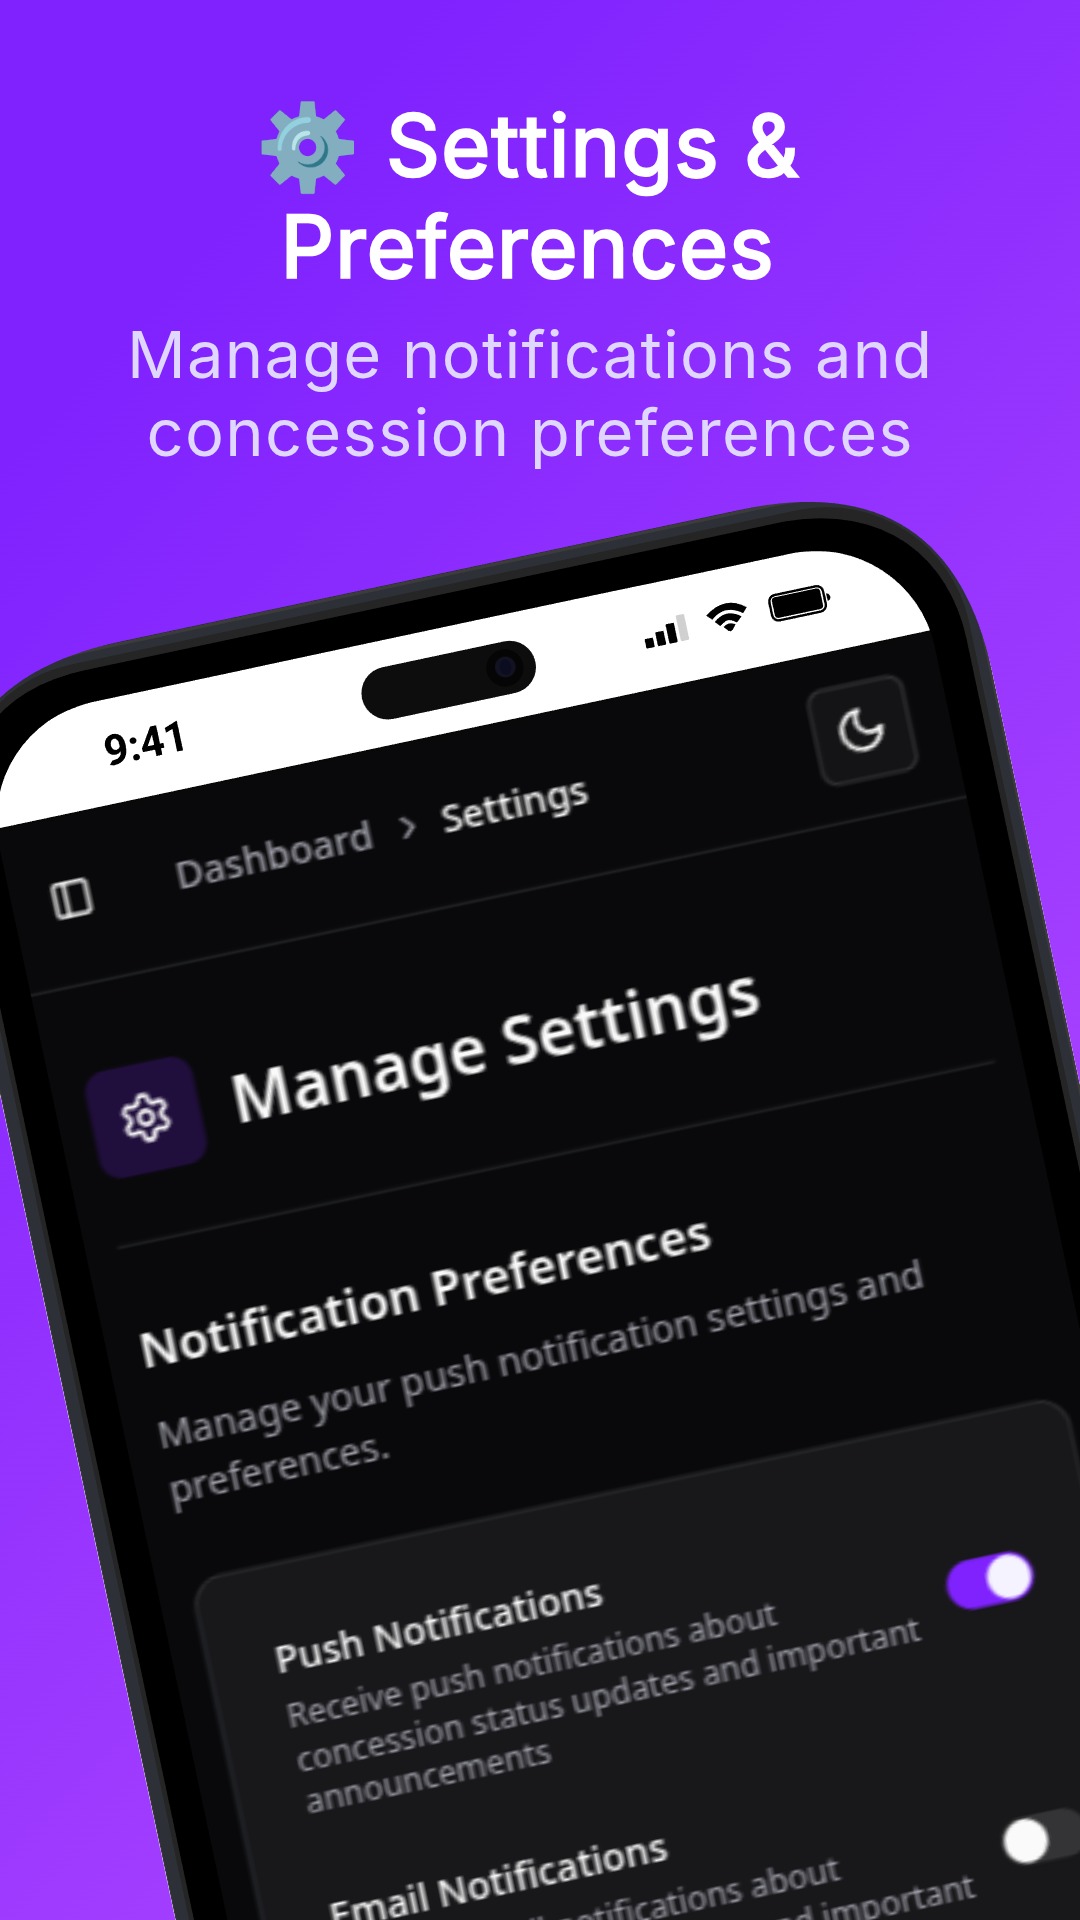 ⚙️ Settings &
Preferences
Manage notifications and
concession preferences
9:41
Dashboard > Settings
Manage Settings
Notification Preferences
Manage your push notification settings and
preferences.
Push Notifications
Receive push notifications about
concession status updates and important
announcements
Email Notifications
notifications about
important